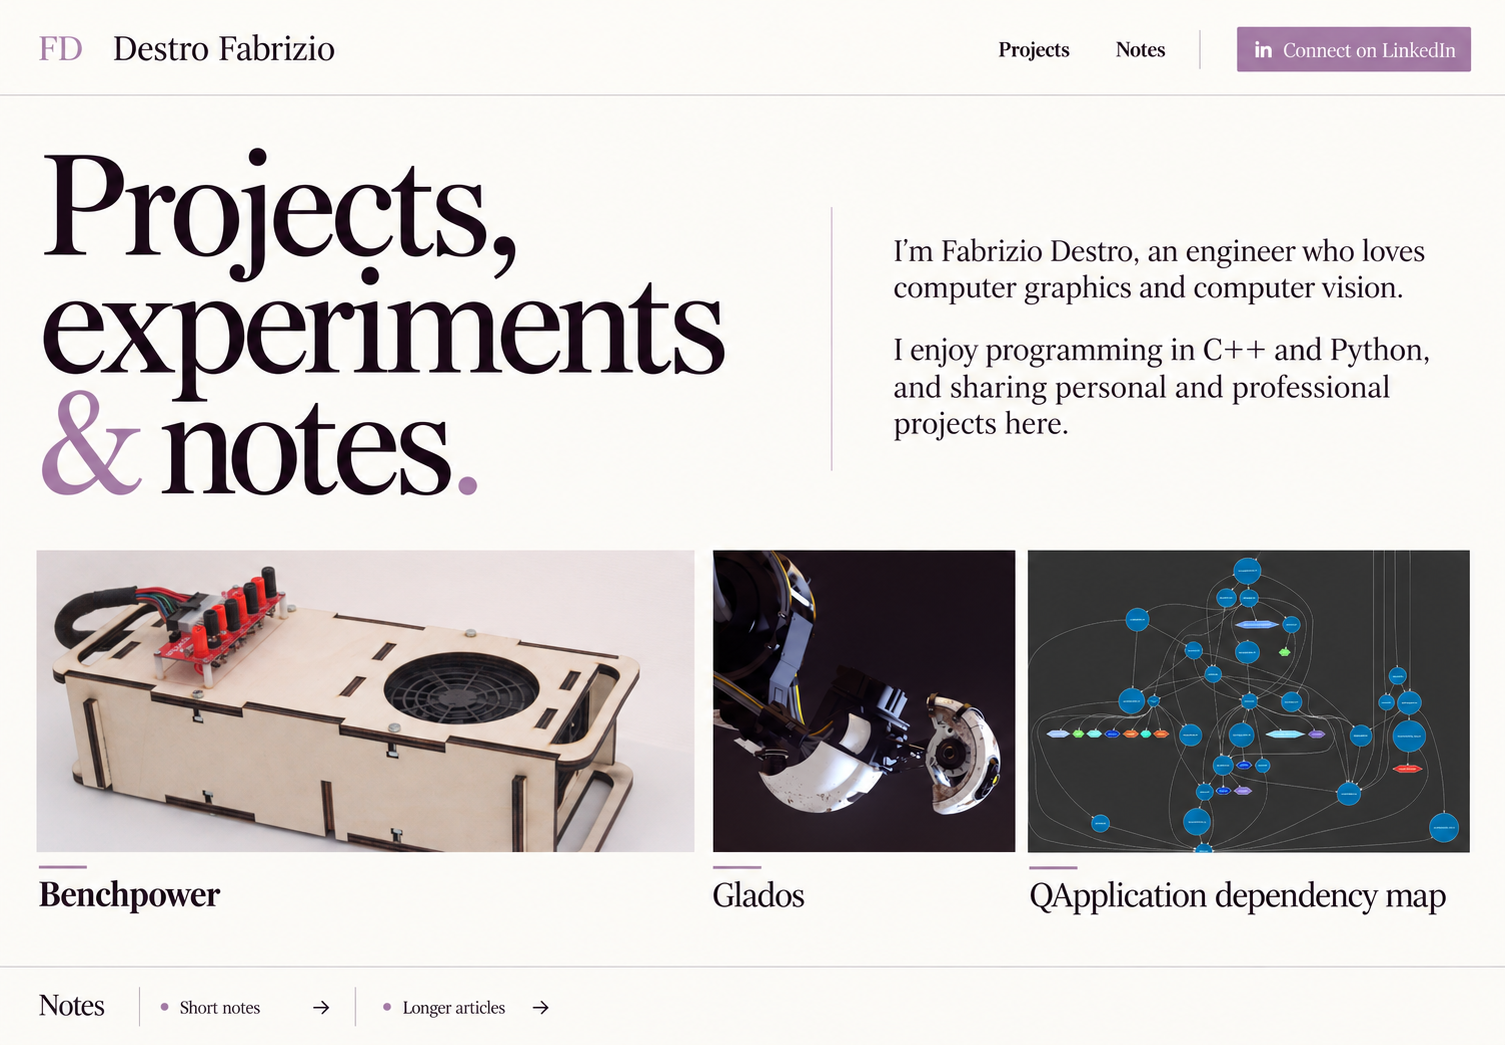 FD Destro Fabrizio
Projects Notes in Connect on LinkedIn
Projects,
experiments
& notes.
I’m Fabrizio Destro, an engineer who loves
computer graphics and computer vision.
I enjoy programming in C++ and Python,
and sharing personal and professional
projects here.
Benchpower
Glados
QApplication dependency map
Notes
Short notes →
Longer articles →